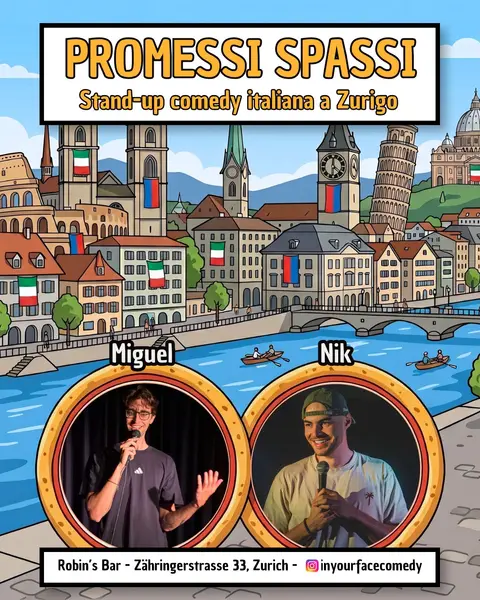 PROMESSI SPASSI
Stand-up comedy italiana a Zurigo
Miguel
Nik
Robin's Bar - Zähringerstrasse 33, Zurich - inyourfacecomedy